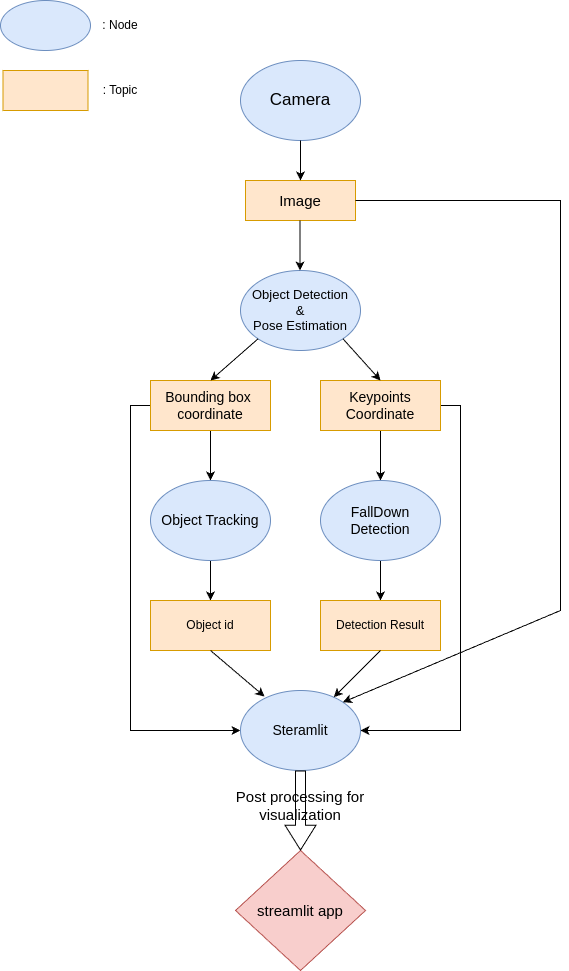 : Node
: Topic
Camera
Image
Object Detection
&
Pose Estimation
Bounding box
coordinate
Keypoints
Coordinate
Object Tracking
FallDown
Detection
Object id
Detection Result
Steramlit
Post processing for
visualization
streamlit app